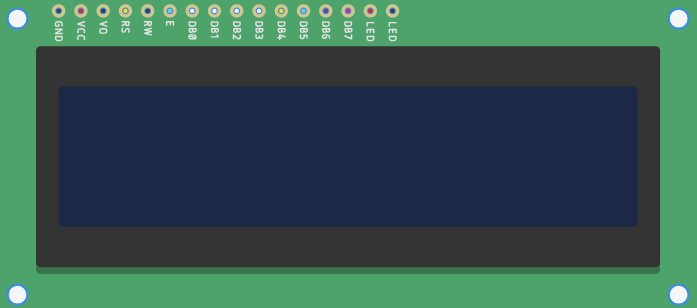 GND VCC VO RS RW E DB0 DB1 DB2 DB3 DB4 DB5 DB6 DB7 LED LED